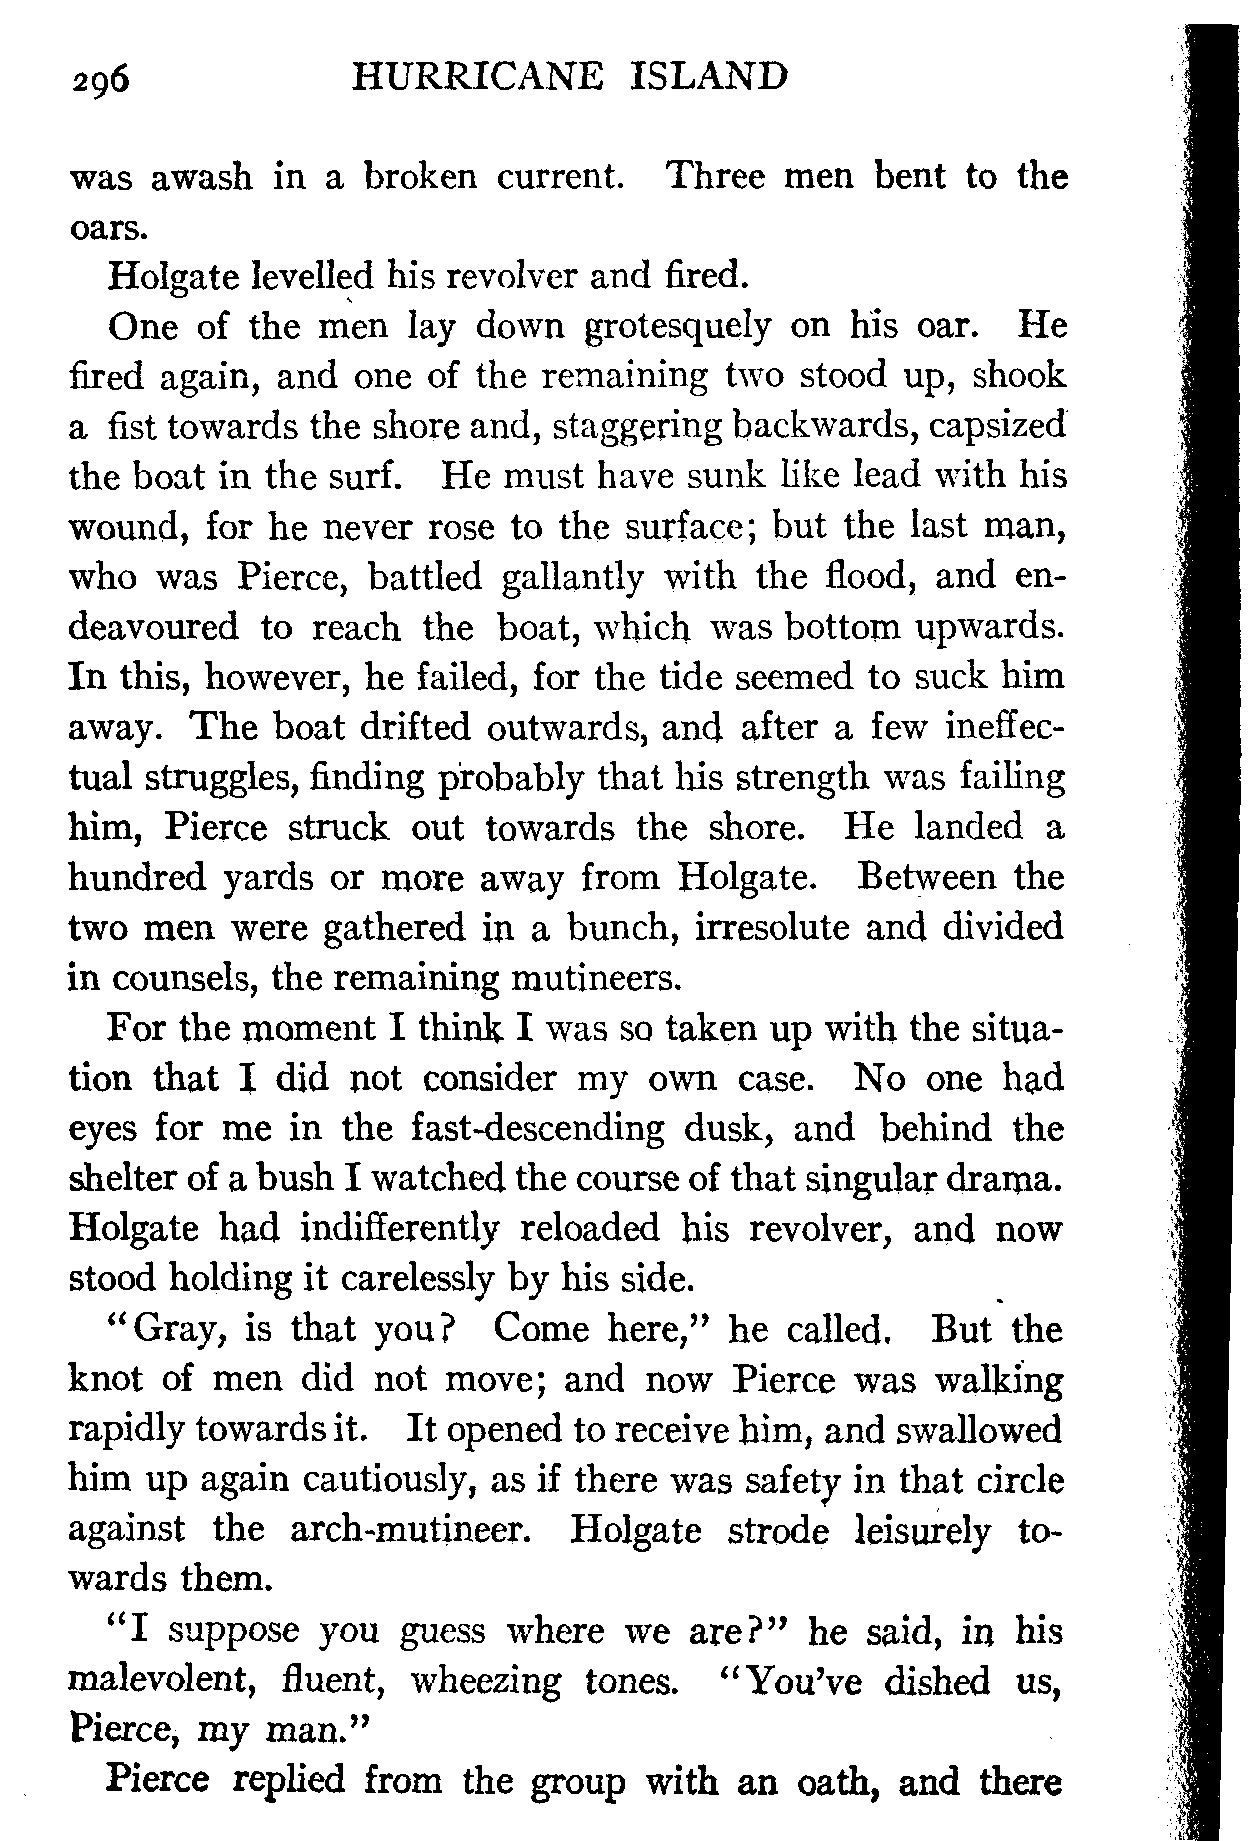 296 HURRICANE ISLAND
was awash in a broken current. Three men bent to the
oars.
Holgate levelled his revolver and fired.
One of the men lay down grotesquely on his oar. He
fired again, and one of the remaining two stood up, shook
a fist towards the shore and, staggering backwards, capsized
the boat in the surf. He must have sunk like lead with his
wound, for he never rose to the surface; but the last man,
who was Pierce, battled gallantly with the flood, and en-
deavoured to reach the boat, which was bottom upwards.
In this, however, he failed, for the tide seemed to suck him
away. The boat drifted outwards, and after a few ineffec-
tual struggles, finding probably that his strength was failing
him, Pierce struck out towards the shore. He landed a
hundred yards or more away from Holgate. Between the
two men were gathered in a bunch, irresolute and divided
in counsels, the remaining mutineers.
For the moment I think I was so taken up with the situa-
tion that I did not consider my own case. No one had
eyes for me in the fast-descending dusk, and behind the
shelter of a bush I watched the course of that singular drama.
Holgate had indifferently reloaded his revolver, and now
stood holding it carelessly by his side.
"Gray, is that you? Come here," he called. But the
knot of men did not move; and now Pierce was walking
rapidly towards it. It opened to receive him, and swallowed
him up again cautiously, as if there was safety in that circle
against the arch-mutineer. Holgate strode leisurely to-
wards them.
"I suppose you guess where we are?" he said, in his
malevolent, fluent, wheezing tones. "You've dished us,
Pierce, my man."
Pierce replied from the group with an oath, and there